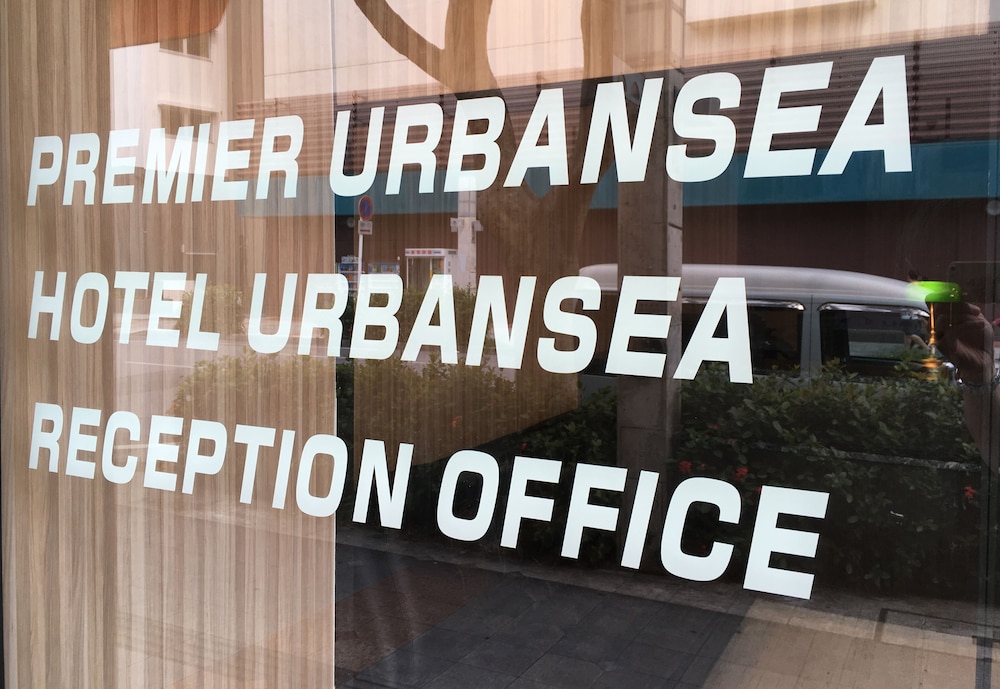 PREMIER URBANSEA
HOTEL URBANSEA
RECEPTION OFFICE